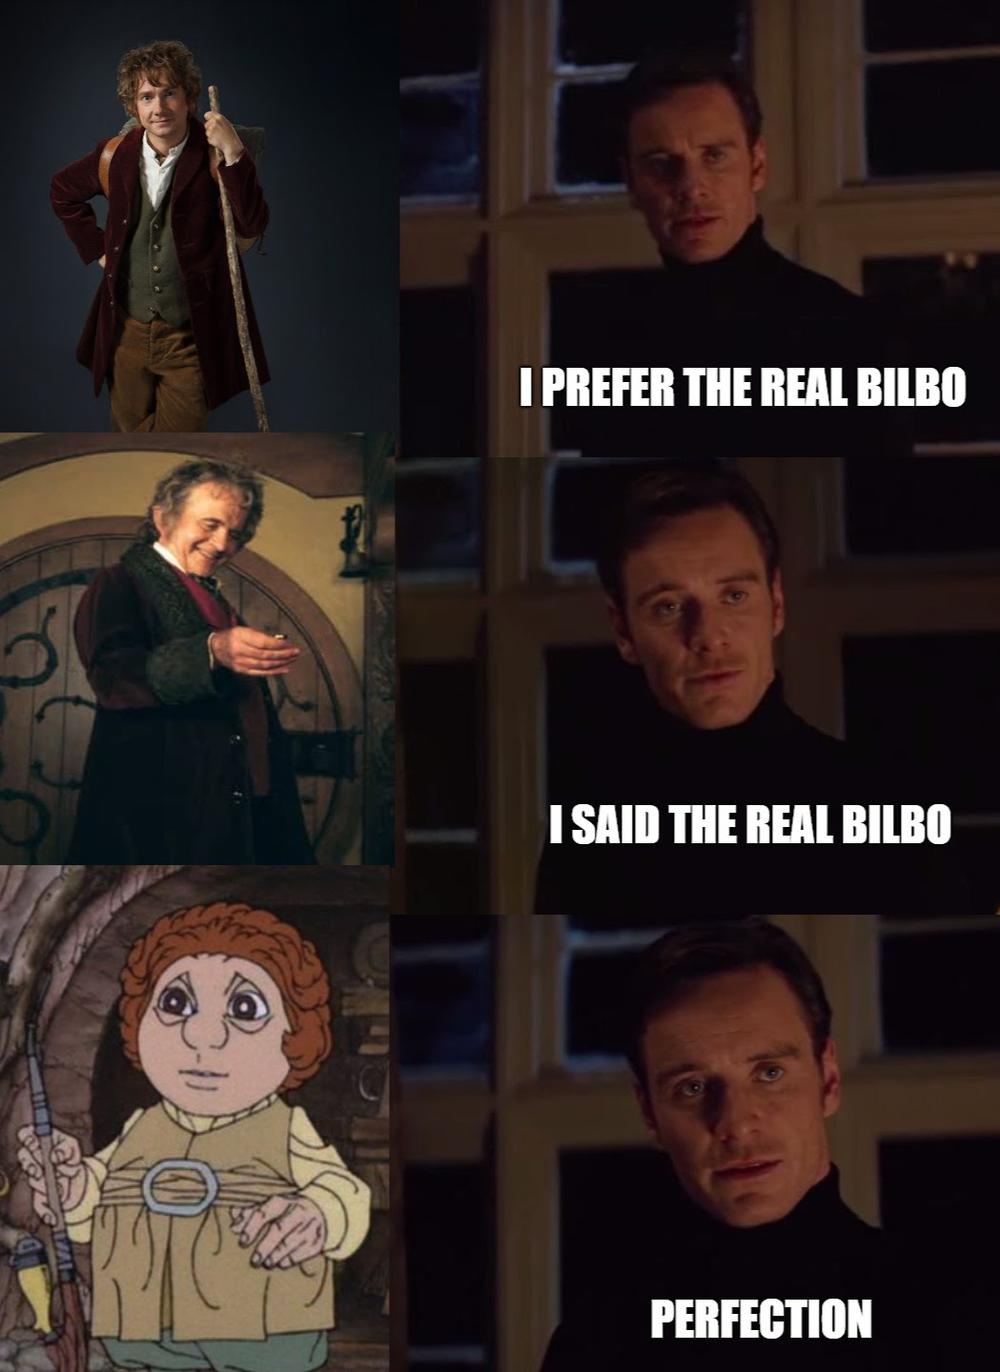 I PREFER THE REAL BILBO
I SAID THE REAL BILBO
PERFECTION